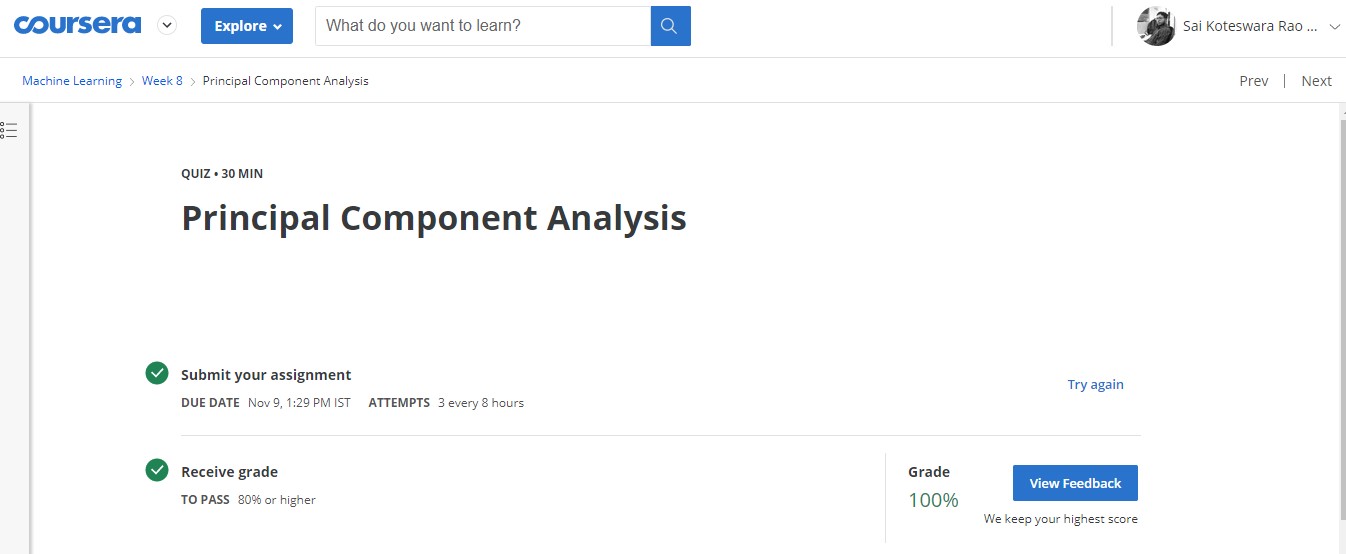 coursera
Explore
What do you want to learn?
Sai Koteswara Rao ...
Machine Learning > Week 8 > Principal Component Analysis
Prev | Next
QUIZ • 30 MIN
Principal Component Analysis
Submit your assignment
Try again
DUE DATE Nov 9, 1:29 PM IST ATTEMPTS 3 every 8 hours
Receive grade
TO PASS 80% or higher
Grade
100%
View Feedback
We keep your highest score